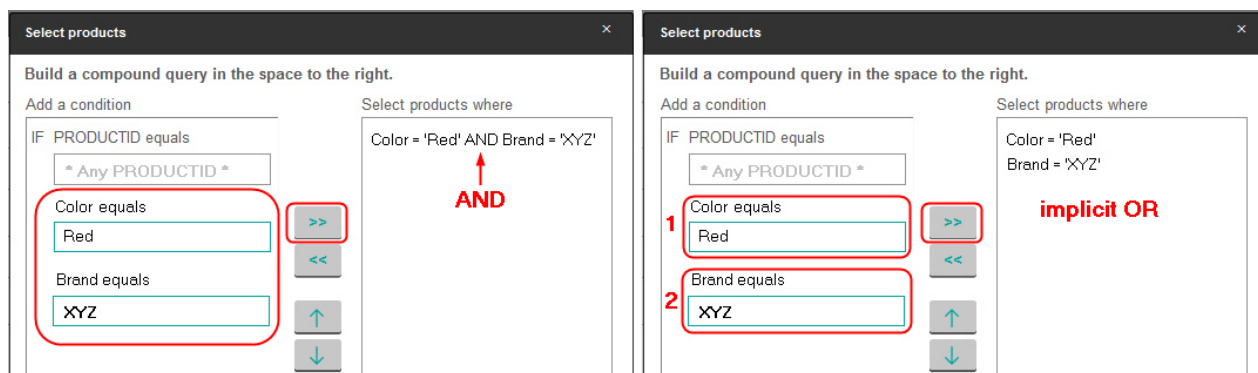 Select products ×
Build a compound query in the space to the right.
Add a condition
Select products where
IF PRODUCTID equals
* Any PRODUCTID *
Color equals
Red
Brand equals
XYZ
>>
<<
↑
↓
Color = 'Red' AND Brand = 'XYZ'
AND
Select products ×
Build a compound query in the space to the right.
Add a condition
Select products where
IF PRODUCTID equals
* Any PRODUCTID *
1
Color equals
Red
2
Brand equals
XYZ
>>
<<
↑
↓
Color = 'Red'
Brand = 'XYZ'
implicit OR